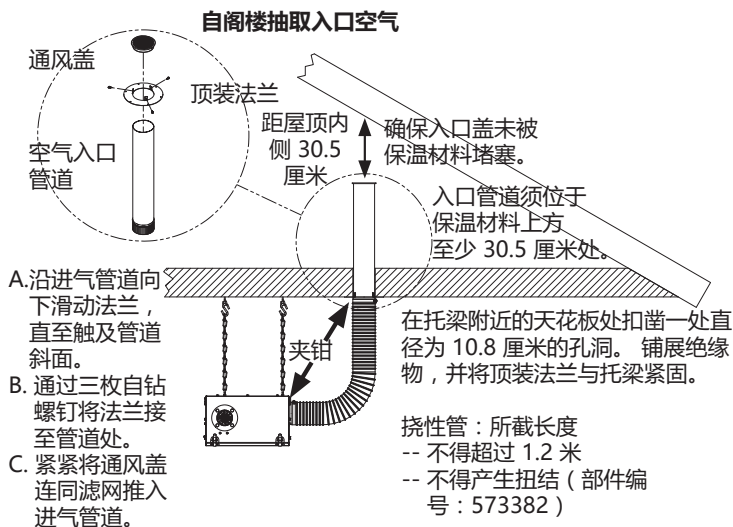 自阁楼抽取入口空气
通风盖
顶装法兰
空气入口
管道
距屋顶内
侧 30.5
厘米
确保入口盖未被
保温材料堵塞。
入口管道须位于
保温材料上方
至少 30.5 厘米处。
A.沿进气管道向
下滑动法兰，
直至触及管道
斜面。
B. 通过三枚自钻
螺钉将法兰接
至管道处。
C. 紧紧将通风盖
连同滤网推入
进气管道。
夹钳
在托梁附近的天花板处扣凿一处直
径为 10.8 厘米的孔洞。 铺展绝缘
物，并将顶装法兰与托梁紧固。
挠性管：所截长度
-- 不得超过 1.2 米
-- 不得产生扭结（部件编
号：573382）